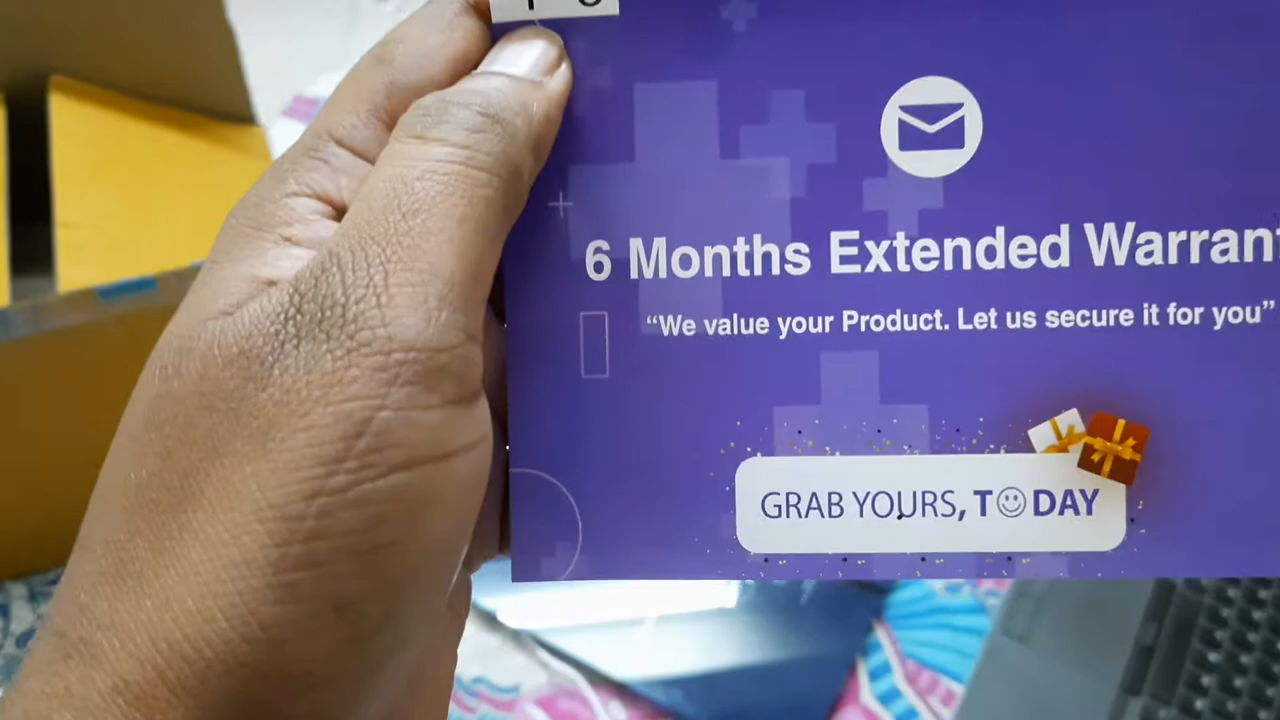 6 Months Extended Warran
“We value your Product. Let us secure it for you”
GRAB YOURS, TODAY